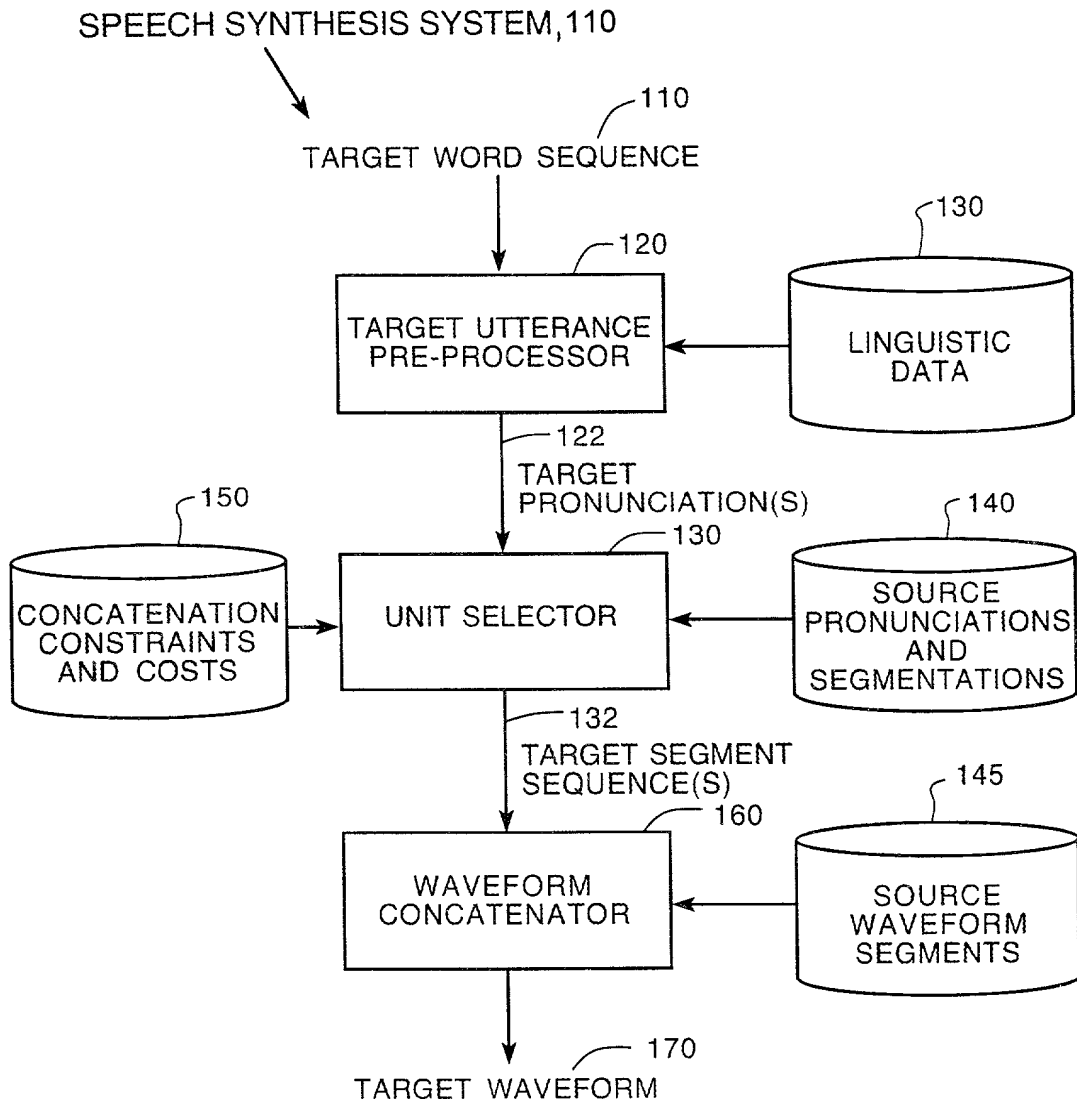 SPEECH SYNTHESIS SYSTEM, 110
110
TARGET WORD SEQUENCE
130
120
TARGET UTTERANCE
PRE-PROCESSOR
LINGUISTIC
DATA
122
TARGET
PRONUNCIATION(S)
150
130
140
CONCATENATION
CONSTRAINTS
AND COSTS
UNIT SELECTOR
SOURCE
PRONUNCIATIONS
AND
SEGMENTATIONS
132
TARGET SEGMENT
SEQUENCE(S)
160
145
WAVEFORM
CONCATENATOR
SOURCE
WAVEFORM
SEGMENTS
170
TARGET WAVEFORM